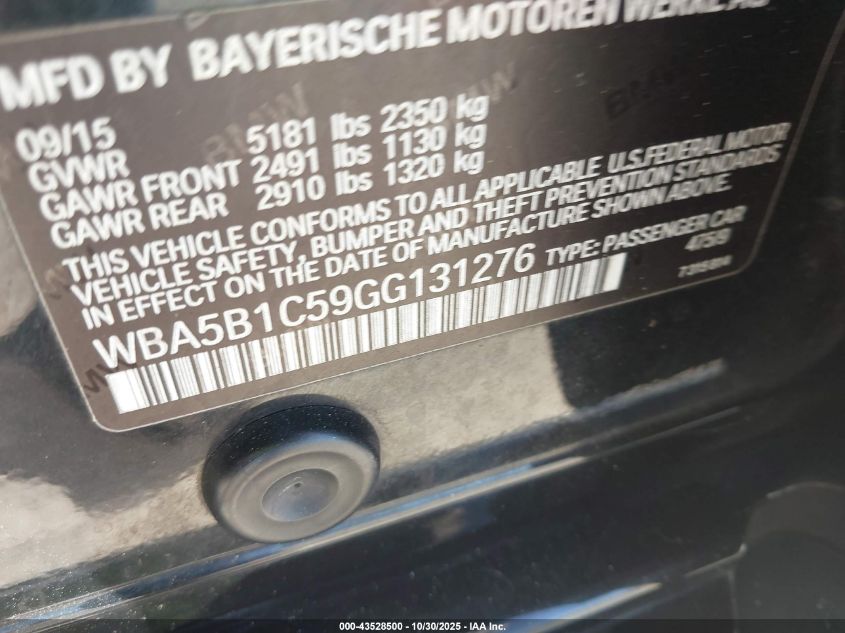 MFD BY BAYERISCHE MOTOREN WERKE AG
09/15
GVWR 5181 lbs 2350 kg
GAWR FRONT 2491 lbs 1130 kg
GAWR REAR 2910 lbs 1320 kg
THIS VEHICLE CONFORMS TO ALL APPLICABLE U.S.FEDERAL MOTOR
VEHICLE SAFETY, BUMPER AND THEFT PREVENTION STANDARDS
IN EFFECT ON THE DATE OF MANUFACTURE SHOWN ABOVE.
WBA5B1C59GG131276 TYPE: PASSENGER CAR
BMW
BMW
000-43528500 - 10/30/2025 - IAA Inc.